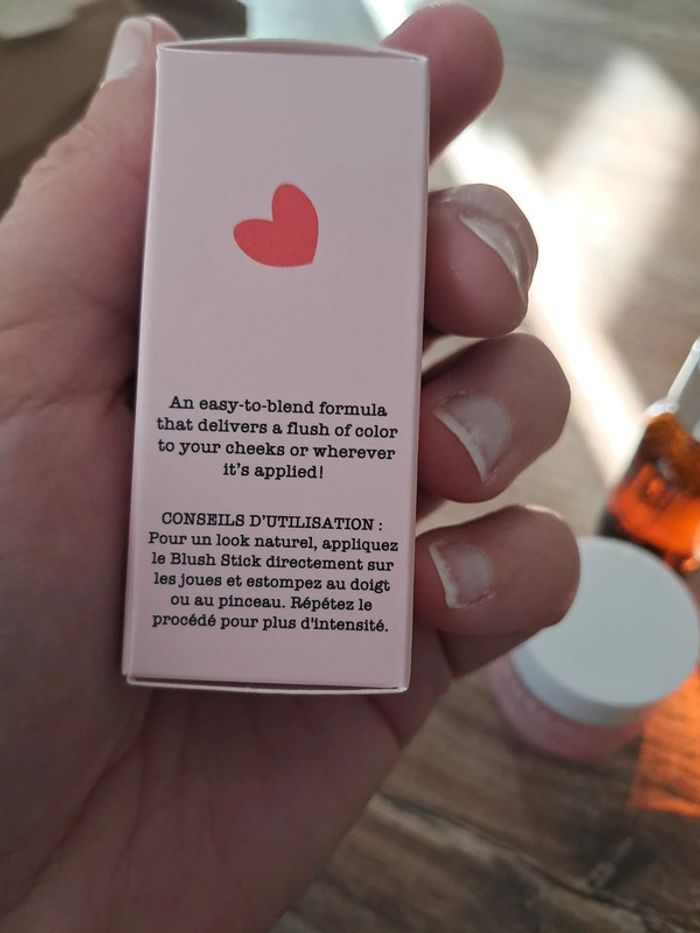 An easy-to-blend formula
that delivers a flush of color
to your cheeks or wherever
it's applied!
CONSEILS D'UTILISATION :
Pour un look naturel, appliquez
le Blush Stick directement sur
les joues et estompez au doigt
ou au pinceau. Répétez le
procédé pour plus d'intensité.